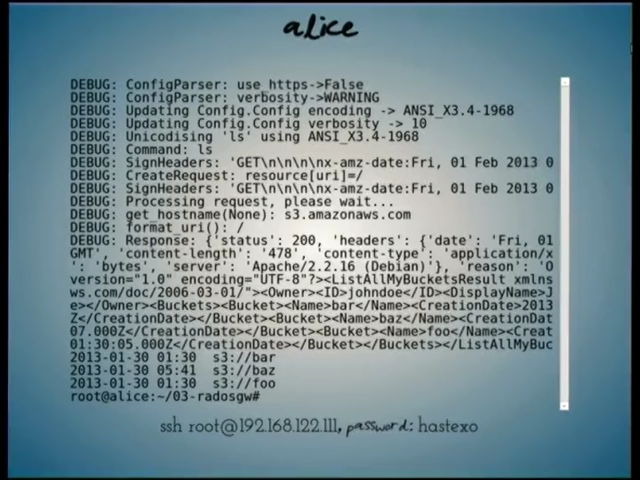 alice
DEBUG: ConfigParser: use_https->False
DEBUG: ConfigParser: verbosity->WARNING
DEBUG: Updating Config.Config encoding -> ANSI_X3.4-1968
DEBUG: Updating Config.Config verbosity -> 10
DEBUG: Unicodising 'ls' using ANSI_X3.4-1968
DEBUG: Command: ls
DEBUG: SignHeaders: 'GET\n\n\n\nx-amz-date:Fri, 01 Feb 2013 0
DEBUG: CreateRequest: resource[uri]=/
DEBUG: SignHeaders: 'GET\n\n\n\nx-amz-date:Fri, 01 Feb 2013 0
DEBUG: Processing request, please wait...
DEBUG: get_hostname(None): s3.amazonaws.com
DEBUG: format_uri(): /
DEBUG: Response: {'status': 200, 'headers': {'date': 'Fri, 01
GMT', 'content-length': '478', 'content-type': 'application/x
': 'bytes', 'server': 'Apache/2.2.16 (Debian)'}, 'reason': 'O
version="1.0" encoding="UTF-8"?><ListAllMyBucketsResult xmlns
ws.com/doc/2006-03-01/"><Owner><ID>johndoe</ID><DisplayName>J
e></Owner><Buckets><Bucket><Name>bar</Name><CreationDate>2013
Z</CreationDate></Bucket><Bucket><Name>baz</Name><CreationDat
07.000Z</CreationDate></Bucket><Bucket><Name>foo</Name><Creat
01:30:05.000Z</CreationDate></Bucket></Buckets></ListAllMyBuc
2013-01-30 01:30  s3://bar
2013-01-30 05:41  s3://baz
2013-01-30 01:30  s3://foo
root@alice:~/03-radosgw#
ssh root@192.168.122.111, password: hastexo